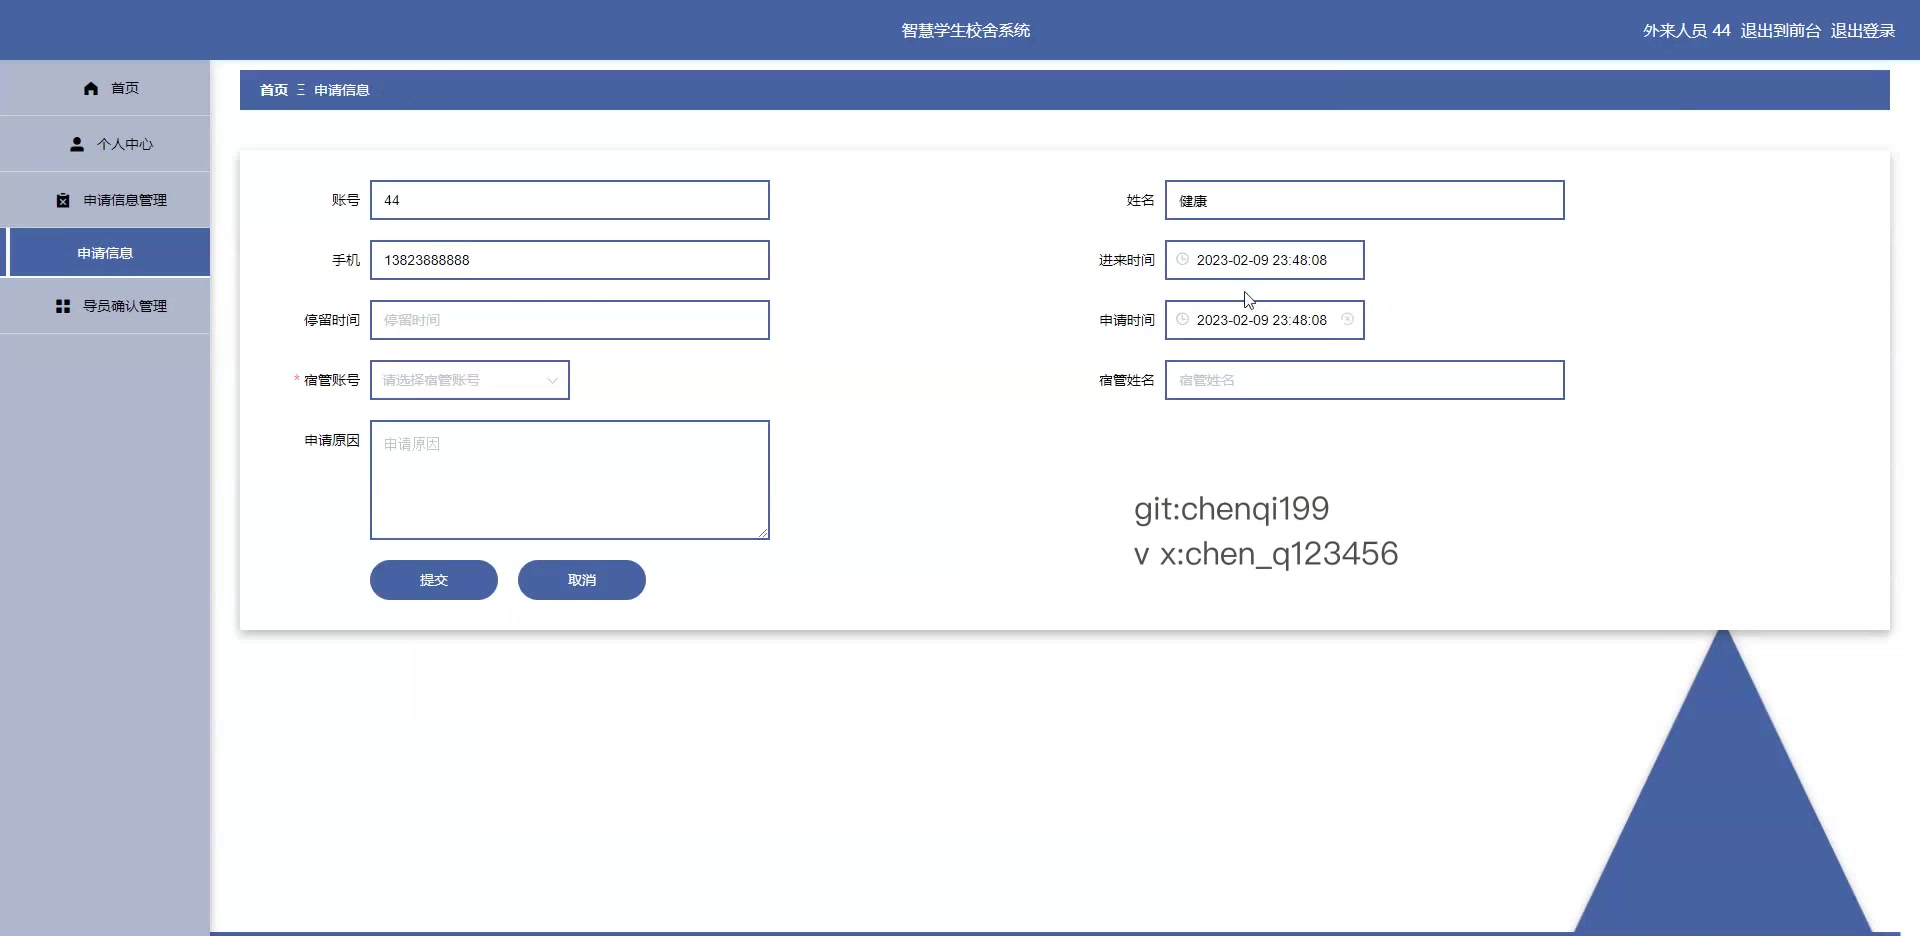 智慧学生校舍系统
外来人员 44 退出到前台 退出登录
首页
个人中心
申请信息管理
申请信息
导员确认管理
首页 Ξ 申请信息
账号 44
姓名 健康
手机 13823888888
进来时间 2023-02-09 23:48:08
停留时间 停留时间
申请时间 2023-02-09 23:48:08
* 宿管账号 请选择宿管账号
宿管姓名 宿管姓名
申请原因 申请原因
git:chenqi199
v x:chen_q123456
提交 取消